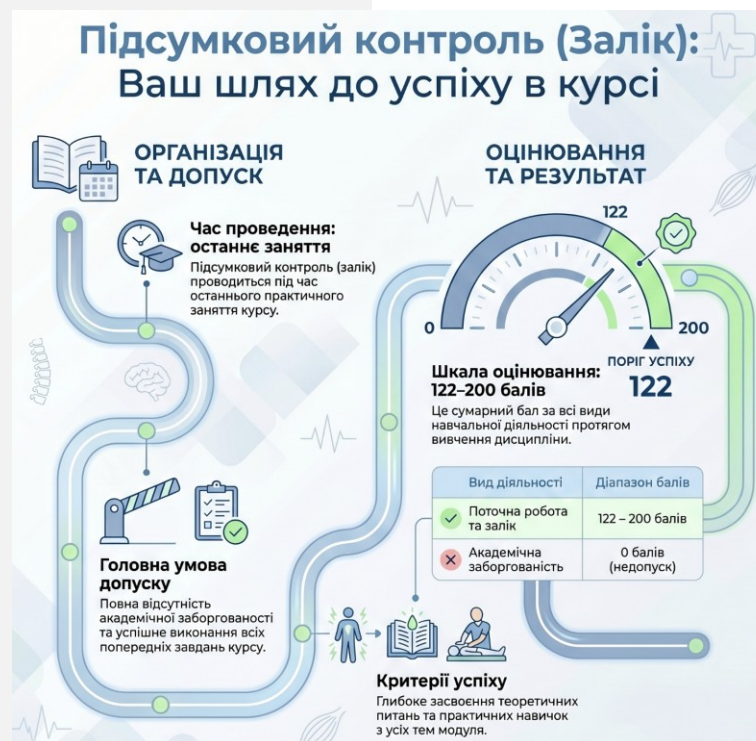 Підсумковий контроль (Залік):
Ваш шлях до успіху в курсі
ОРГАНІЗАЦІЯ
ТА ДОПУСК
Час проведення:
останнє заняття
Підсумковий контроль (залік)
проводиться під час
останнього практичного
заняття курсу.
Головна умова
допуску
Повна відсутність
академічної заборгованості
та успішне виконання всіх
попередніх завдань курсу.
ОЦІНЮВАННЯ
ТА РЕЗУЛЬТАТ
122
0
200
ПОРІГ УСПІХУ
122
Шкала оцінювання:
122–200 балів
Це сумарний бал за всі види
навчальної діяльності протягом
вивчення дисципліни.
Вид діяльності Діапазон балів
Поточна робота
та залік
122 – 200 балів
Академічна
заборгованість
0 балів
(недопуск)
Критерії успіху
Глибоке засвоєння теоретичних
питань та практичних навичок
з усіх тем модуля.